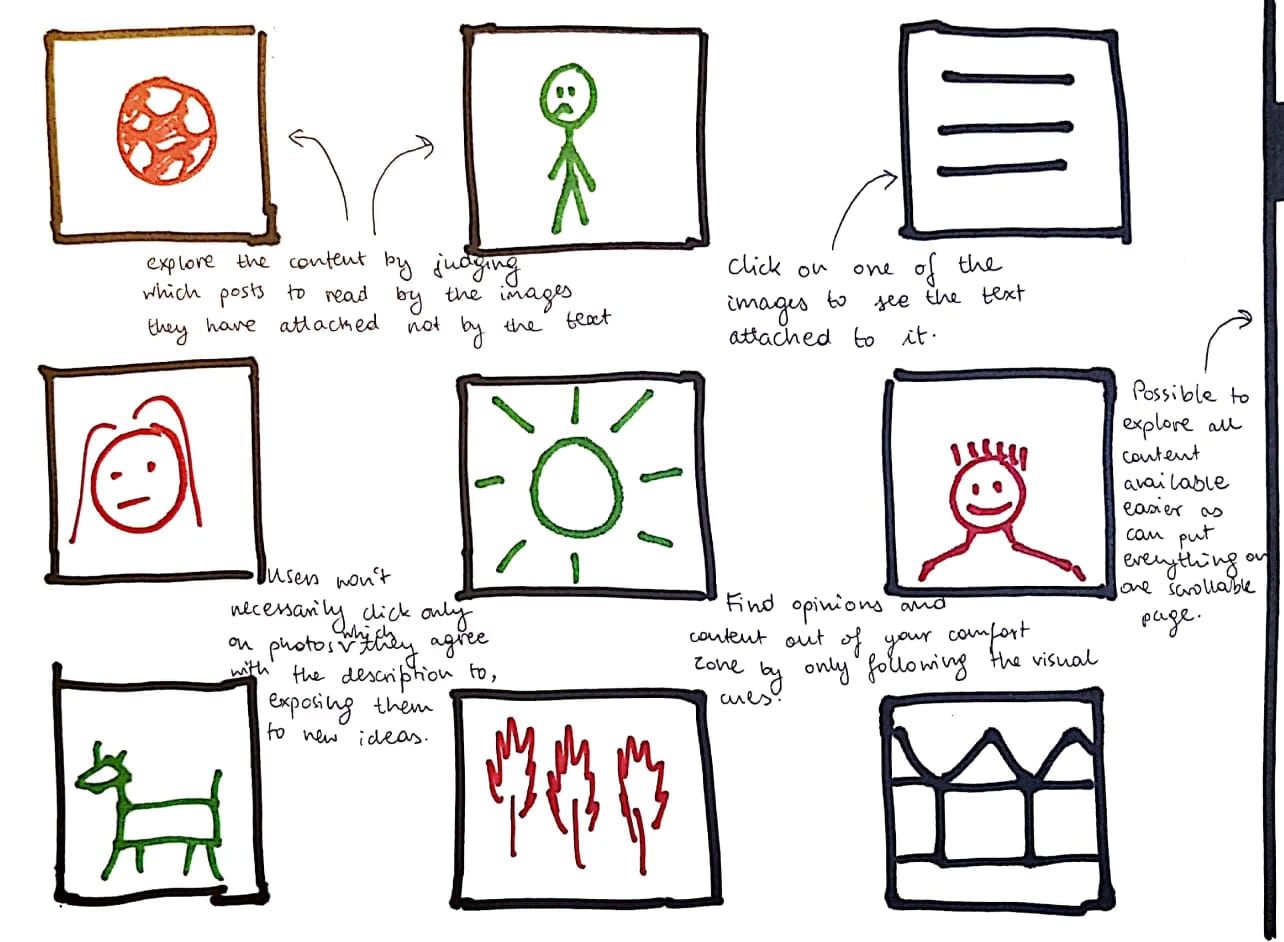 explore the content by judging
which posts to read by the images
they have attached not by the text
Click on one of the
images to see the text
attached to it.
Possible to
explore all
content
available
easier as
can put
everything on
one scrollable
page.
Users won't
necessarily click only
on photos which they agree
with the description to,
exposing them
to new ideas.
Find opinions and
content out of your comfort
zone by only following the visual
cues.